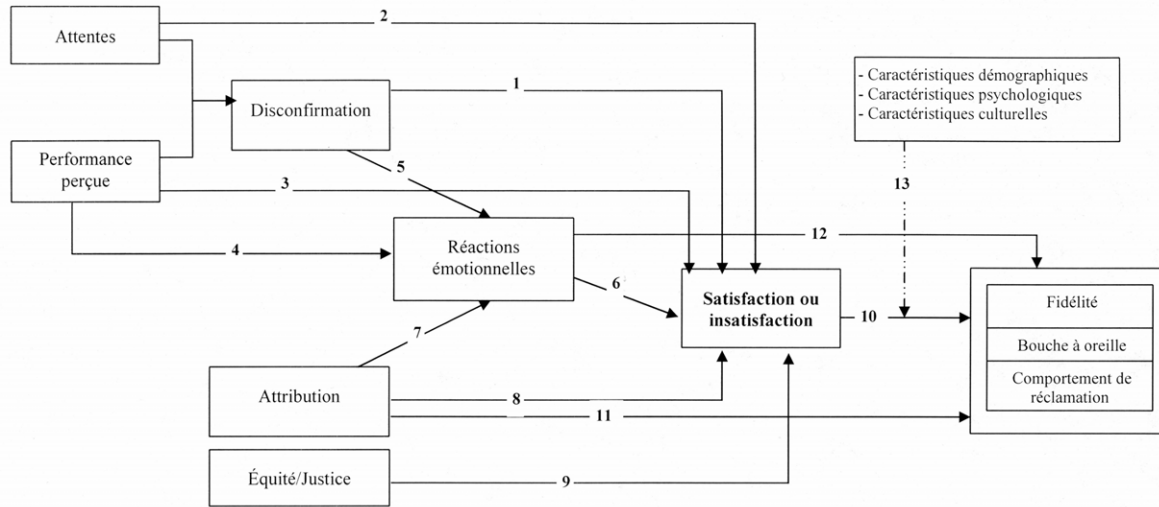 Attentes
2
- Caractéristiques démographiques
- Caractéristiques psychologiques
- Caractéristiques culturelles
Disconfirmation
1
Performance
perçue
3
5
13
4
Réactions
émotionnelles
12
6
Satisfaction ou
insatisfaction
10
Fidélité
Bouche à oreille
Comportement de
réclamation
7
Attribution
8
11
Équité/Justice
9